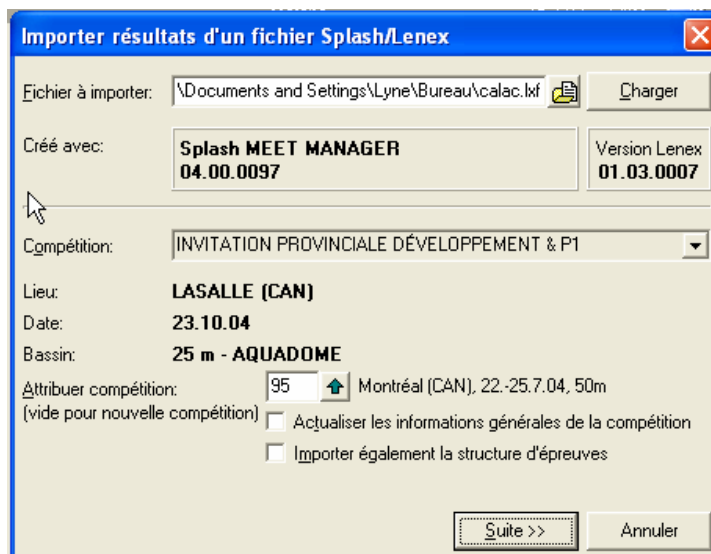 Importer résultats d'un fichier Splash/Lenex
Fichier à importer: \Documents and Settings\Lyne\Bureau\calac.lxf Charger
Créé avec: Splash MEET MANAGER Version Lenex
04.00.0097 01.03.0007
Compétition: INVITATION PROVINCIALE DÉVELOPPEMENT & P1
Lieu: LASALLE (CAN)
Date: 23.10.04
Bassin: 25 m - AQUADOME
Attribuer compétition: 95 Montréal (CAN), 22.-25.7.04, 50m
(vide pour nouvelle compétition) Actualiser les informations générales de la compétition
Importer également la structure d'épreuves
Suite >> Annuler